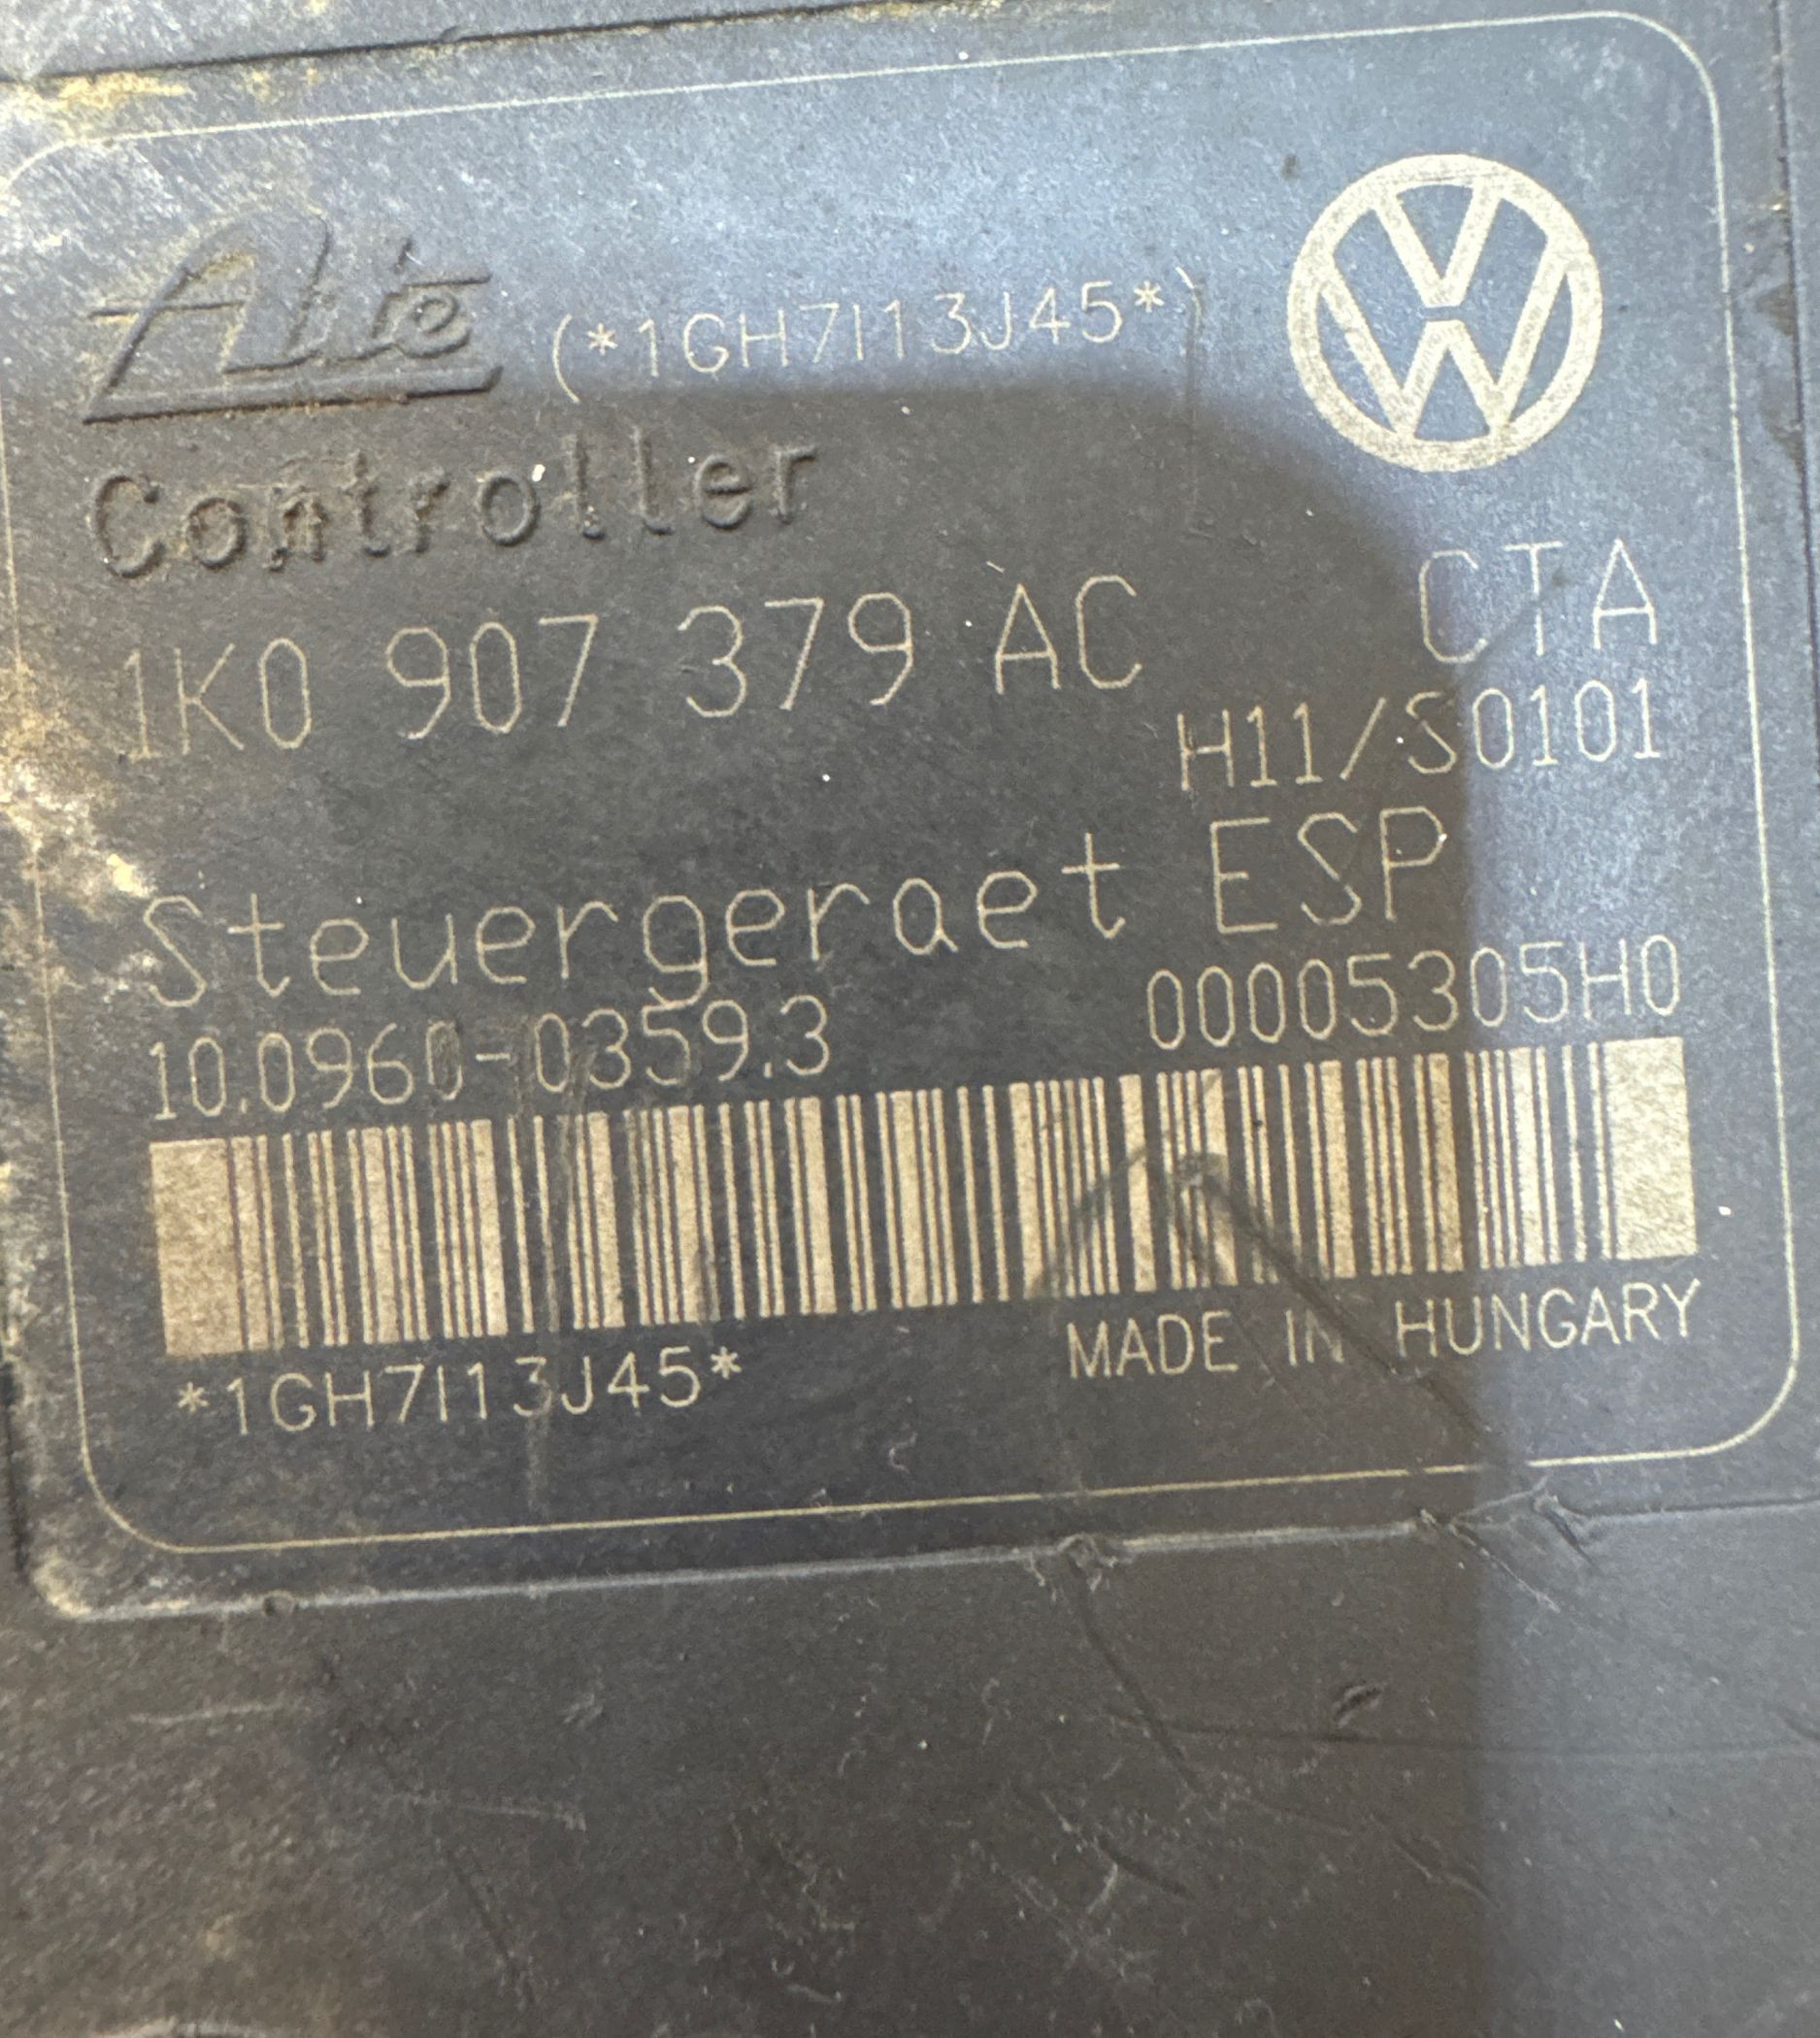 Ate (*1GH7I13J45*)
Controller
1K0 907 379 AC CTA
H11/S0101
Steuergeraet ESP
10.0960-0359.3 00005305H0
*1GH7I13J45* MADE IN HUNGARY